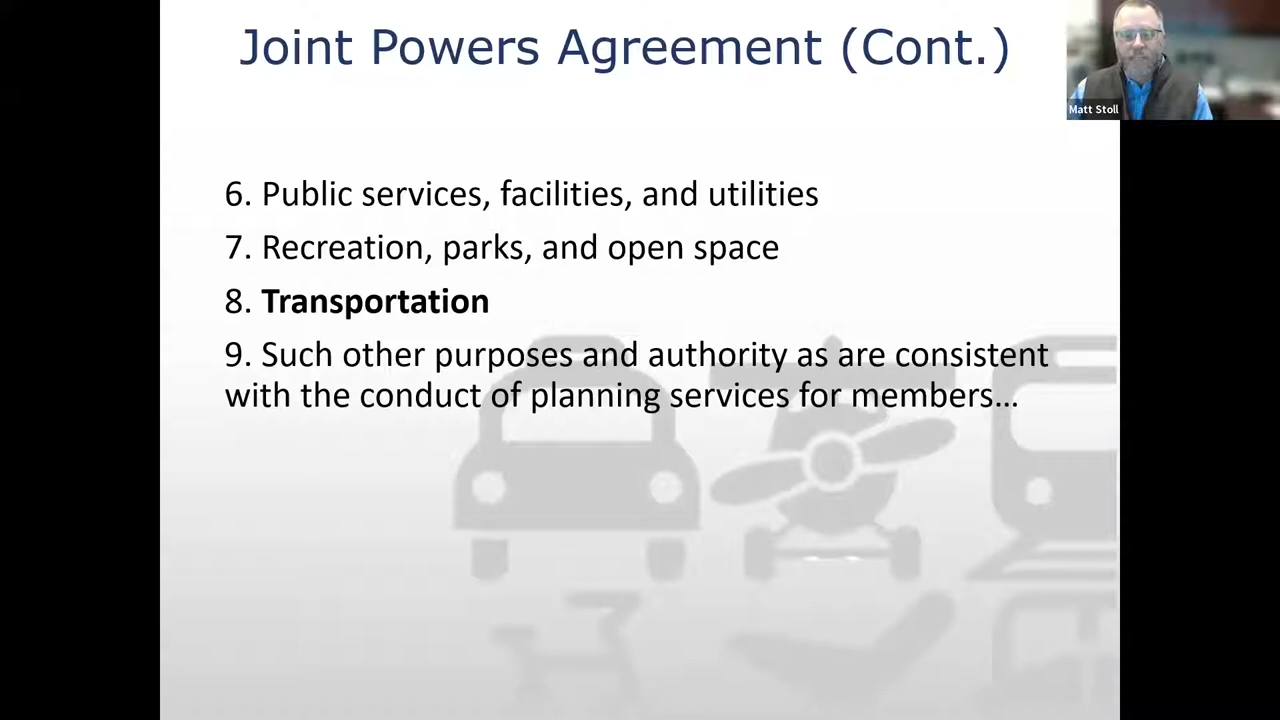 Joint Powers Agreement (Cont.)
Matt Stoll
6. Public services, facilities, and utilities
7. Recreation, parks, and open space
8. Transportation
9. Such other purposes and authority as are consistent
with the conduct of planning services for members…